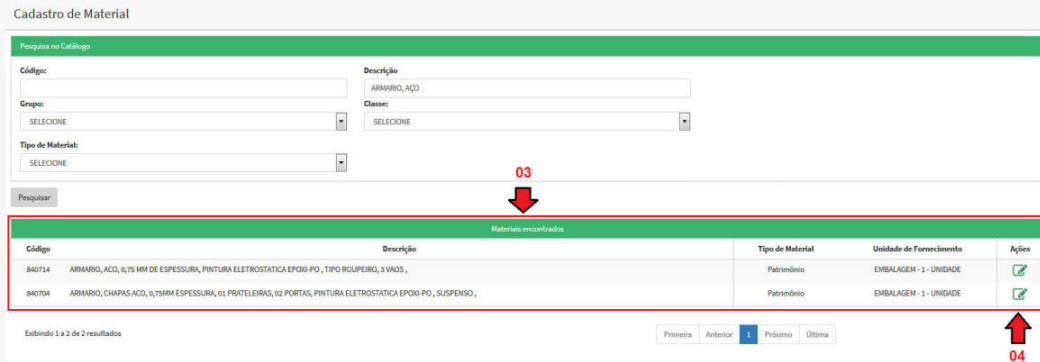 Cadastro de Material
Pesquisa no Catálogo
Código: Descrição
ARMARIO, AÇO
Grupo: Classe:
SELECIONE SELECIONE
Tipo de Material:
SELECIONE
03
Pesquisar
Materiais encontrados
Código Descrição Tipo de Material Unidade de Fornecimento Ações
840714 ARMARIO, ACO, 0,75 MM DE ESPESSURA, PINTURA ELETROSTATICA EPOXI-PO , TIPO ROUPEIRO, 3 VAOS , Patrimônio EMBALAGEM - 1 - UNIDADE
840704 ARMARIO, CHAPAS ACO, 0,75MM ESPESSURA, 01 PRATELEIRAS, 02 PORTAS, PINTURA ELETROSTATICA EPOXI-PO , SUSPENSO , Patrimônio EMBALAGEM - 1 - UNIDADE
Exibindo 1 a 2 de 2 resultados Primeira Anterior 1 Próximo Última
04